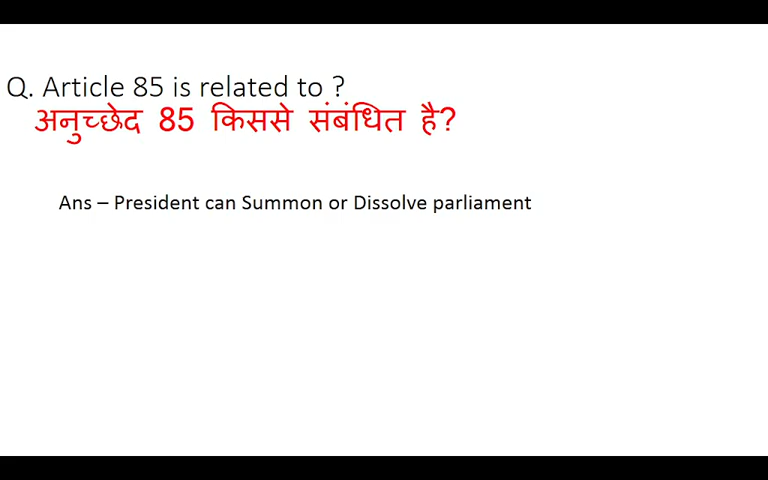 Q. Article 85 is related to ?
अनुच्छेद 85 किससे संबंधित है?
Ans – President can Summon or Dissolve parliament